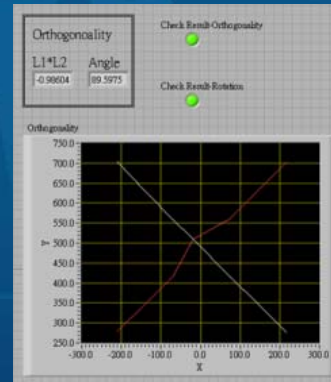 Orthogonoality
L1*L2 Angle
-0.98604 89.5975
Check Result-Orthogonality
Check Result-Rotation
Orthogonality
750.0
700.0
650.0
600.0
550.0
500.0
450.0
400.0
350.0
300.0
250.0
Y
-300.0 -200.0 -100.0 0.0 100.0 200.0 300.0
X